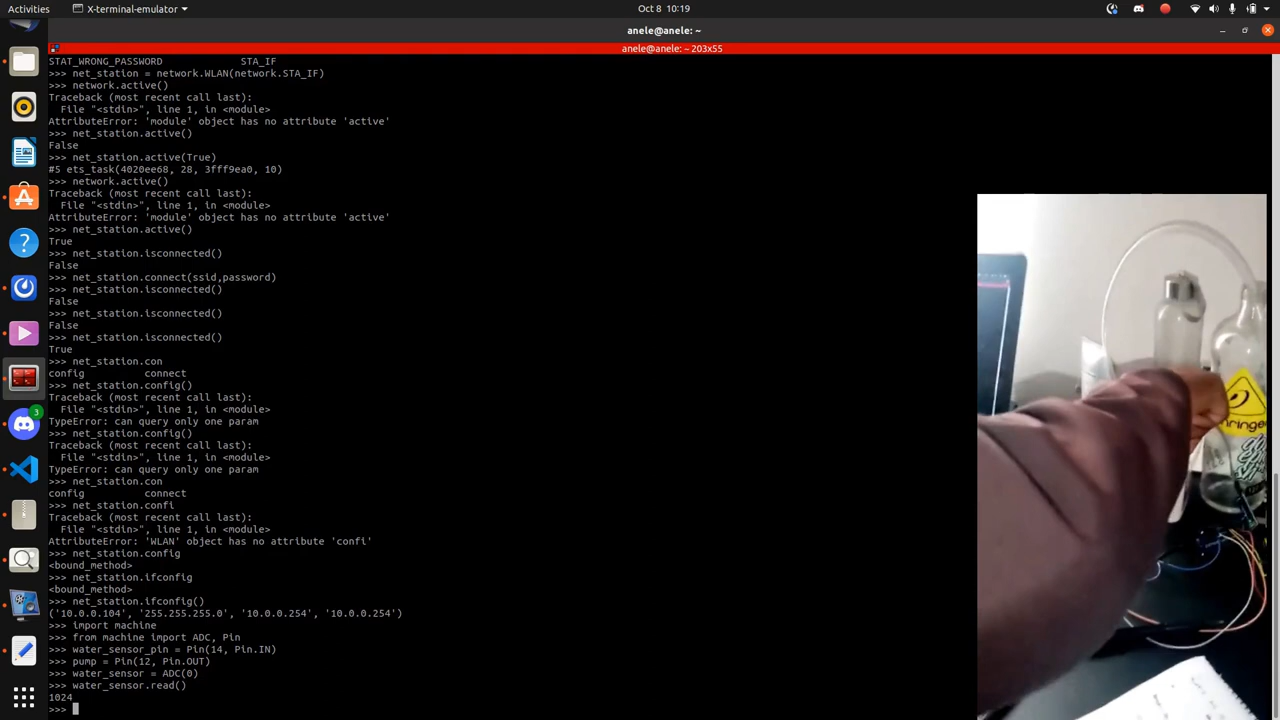 Activities
X-terminal-emulator
Oct 8 10:19
anele@anele: ~
anele@anele: ~ 203x55
STAT_WRONG_PASSWORD STA_IF
>>> net_station = network.WLAN(network.STA_IF)
>>> network.active()
Traceback (most recent call last):
File "<stdin>", line 1, in <module>
AttributeError: 'module' object has no attribute 'active'
>>> net_station.active()
False
>>> net_station.active(True)
#5 ets_task(4020ee68, 28, 3fff9ea0, 10)
>>> network.active()
Traceback (most recent call last):
File "<stdin>", line 1, in <module>
AttributeError: 'module' object has no attribute 'active'
>>> net_station.active()
True
>>> net_station.isconnected()
False
>>> net_station.connect(ssid,password)
>>> net_station.isconnected()
False
>>> net_station.isconnected()
False
>>> net_station.isconnected()
True
>>> net_station.con
config connect
>>> net_station.config()
Traceback (most recent call last):
File "<stdin>", line 1, in <module>
TypeError: can query only one param
>>> net_station.config()
Traceback (most recent call last):
File "<stdin>", line 1, in <module>
TypeError: can query only one param
>>> net_station.con
config connect
>>> net_station.confi
Traceback (most recent call last):
File "<stdin>", line 1, in <module>
AttributeError: 'WLAN' object has no attribute 'confi'
>>> net_station.config
<bound_method>
>>> net_station.ifconfig
<bound_method>
>>> net_station.ifconfig()
('10.0.0.104', '255.255.255.0', '10.0.0.254', '10.0.0.254')
>>> import machine
>>> from machine import ADC, Pin
>>> water_sensor_pin = Pin(14, Pin.IN)
>>> pump = Pin(12, Pin.OUT)
>>> water_sensor = ADC(0)
>>> water_sensor.read()
1024
>>>
3